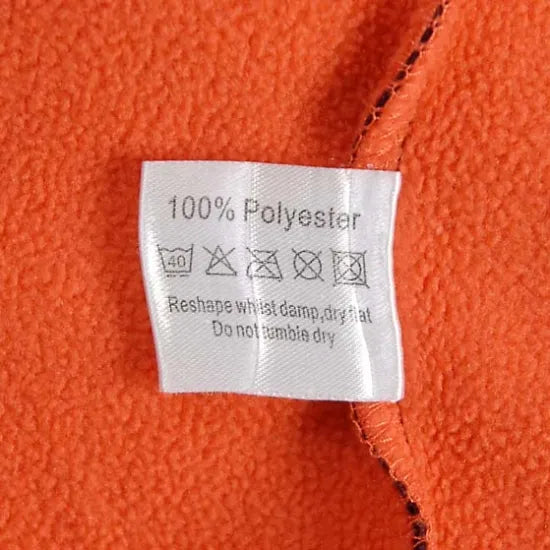 100% Polyester
40
Reshape whilst damp,dry flat
Do not tumble dry